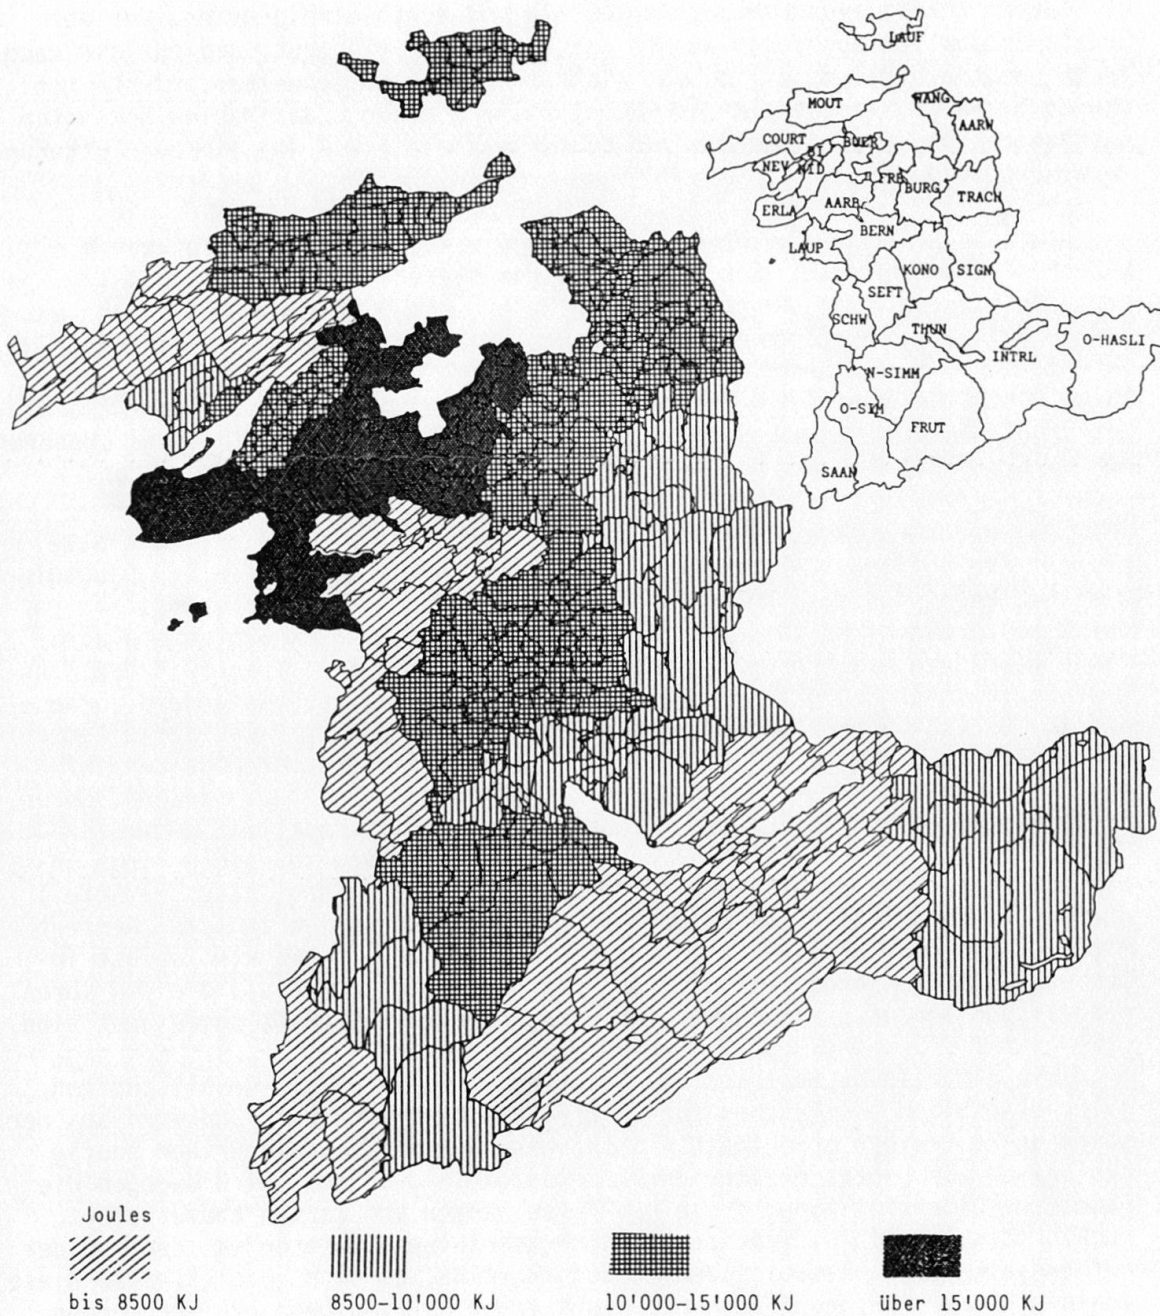 LAUF
MOUT
WANG
AARW
COURT
BUER
BI
NEV
NID
FRB
BURG
TRACH
ERLA
AARB
BERN
LAUP
KONO
SIGN
SEFT
SCHW
THUN
O-HASLI
INTRL
N-SIMM
O-SIM
FRUT
SAAN
Joules
bis 8500 KJ
8500-10'000 KJ
10'000-15'000 KJ
über 15'000 KJ